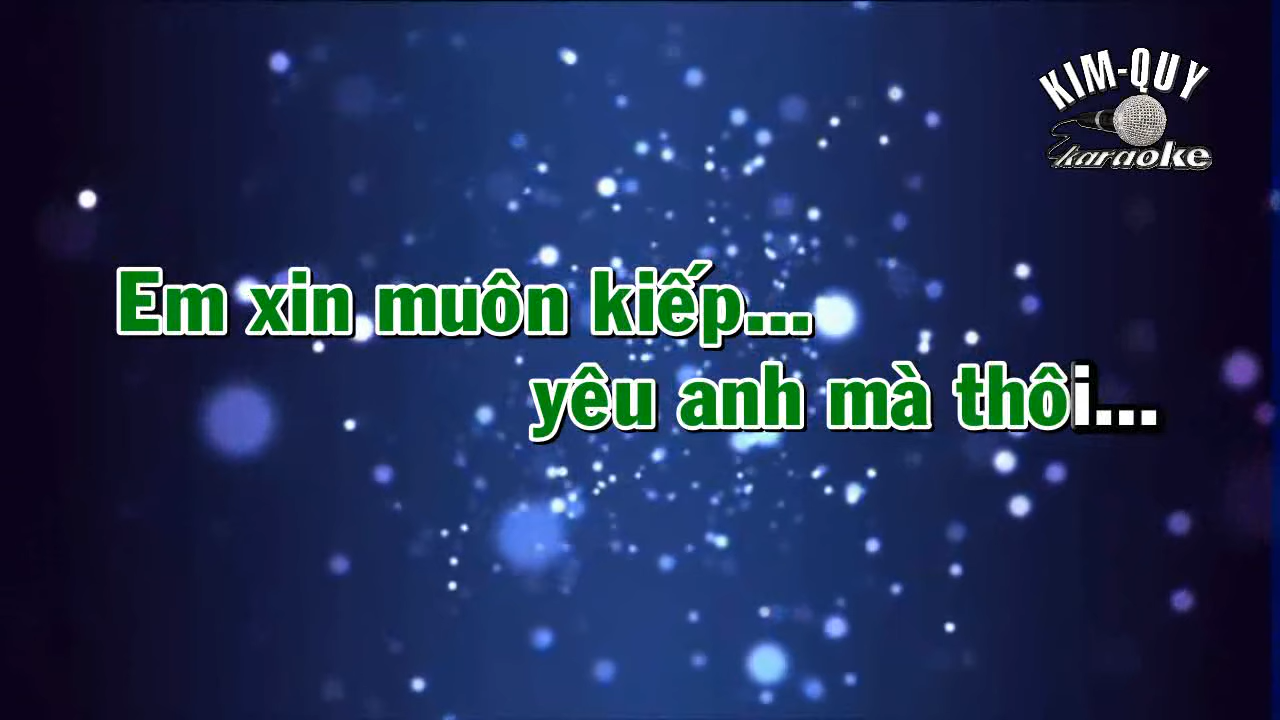 KIM-QUY
karaoke
Em xin muôn kiếp...
yêu anh mà thôi...